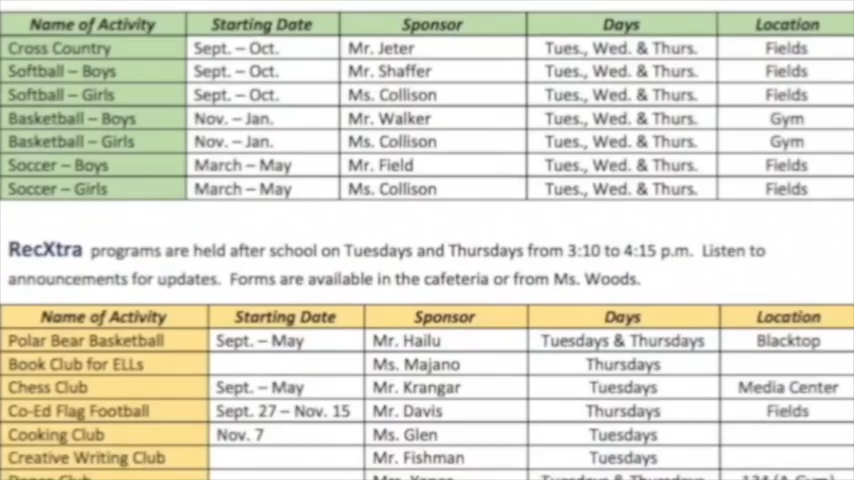 Name of Activity Starting Date Sponsor Days Location
Cross Country Sept. – Oct. Mr. Jeter Tues., Wed. & Thurs. Fields
Softball – Boys Sept. – Oct. Mr. Shaffer Tues., Wed. & Thurs. Fields
Softball – Girls Sept. – Oct. Ms. Collison Tues., Wed. & Thurs. Fields
Basketball – Boys Nov. – Jan. Mr. Walker Tues., Wed. & Thurs. Gym
Basketball – Girls Nov. – Jan. Ms. Collison Tues., Wed. & Thurs. Gym
Soccer – Boys March – May Mr. Field Tues., Wed. & Thurs. Fields
Soccer – Girls March – May Ms. Collison Tues., Wed. & Thurs. Fields
RecXtra programs are held after school on Tuesdays and Thursdays from 3:10 to 4:15 p.m. Listen to
announcements for updates. Forms are available in the cafeteria or from Ms. Woods.
Name of Activity Starting Date Sponsor Days Location
Polar Bear Basketball Sept. – May Mr. Hailu Tuesdays & Thursdays Blacktop
Book Club for ELLs Ms. Majano Thursdays
Chess Club Sept. – May Mr. Krangar Tuesdays Media Center
Co-Ed Flag Football Sept. 27 – Nov. 15 Mr. Davis Thursdays Fields
Cooking Club Nov. 7 Ms. Glen Tuesdays
Creative Writing Club Mr. Fishman Tuesdays